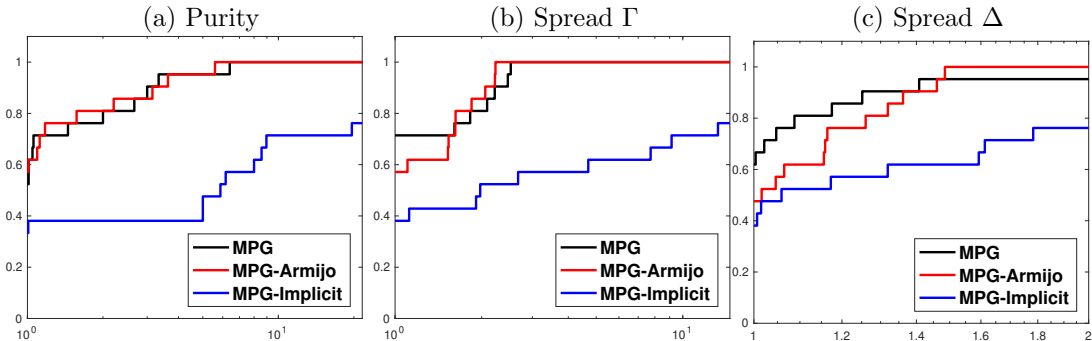 (a) Purity
1
0.8
0.6
0.4
0.2
0
10^0
10^1
MPG
MPG-Armijo
MPG-Implicit
(b) Spread Γ
1
0.8
0.6
0.4
0.2
0
10^0
10^1
MPG
MPG-Armijo
MPG-Implicit
(c) Spread Δ
1
0.8
0.6
0.4
0.2
0
1
1.2
1.4
1.6
1.8
2
MPG
MPG-Armijo
MPG-Implicit